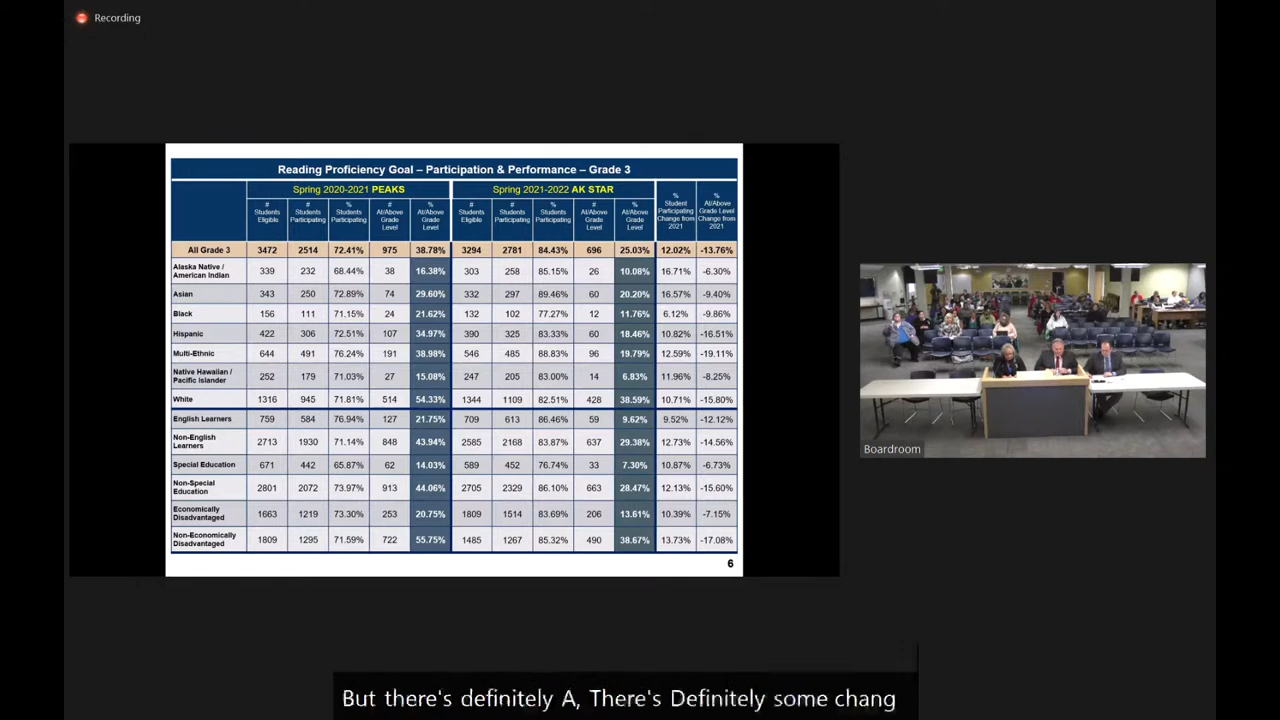 Recording
Reading Proficiency Goal – Participation & Performance – Grade 3
Spring 2020-2021 PEAKS Spring 2021-2022 AK STAR
# Students Eligible # Students Participating % Students Participating # At/Above Grade Level % At/Above Grade Level # Students Eligible # Students Participating % Students Participating # At/Above Grade Level % At/Above Grade Level % Student Participating Change from 2021 % At/Above Grade Level Change from 2021
All Grade 3 3472 2514 72.41% 975 38.78% 3294 2781 84.43% 696 25.03% 12.02% -13.76%
Alaska Native / American Indian 339 232 68.44% 38 16.38% 303 258 85.15% 26 10.08% 16.71% -6.30%
Asian 343 250 72.89% 74 29.60% 332 297 89.46% 60 20.20% 16.57% -9.40%
Black 156 111 71.15% 24 21.62% 132 102 77.27% 12 11.76% 6.12% -9.86%
Hispanic 422 306 72.51% 107 34.97% 390 325 83.33% 60 18.46% 10.82% -16.51%
Multi-Ethnic 644 491 76.24% 191 38.98% 546 485 88.83% 96 19.79% 12.59% -19.11%
Native Hawaiian / Pacific Islander 252 179 71.03% 27 15.08% 247 205 83.00% 14 6.83% 11.96% -8.25%
White 1316 945 71.81% 514 54.33% 1344 1109 82.51% 428 38.59% 10.71% -15.80%
English Learners 759 584 76.94% 127 21.75% 709 613 86.46% 59 9.62% 9.52% -12.12%
Non-English Learners 2713 1930 71.14% 848 43.94% 2585 2168 83.87% 637 29.38% 12.73% -14.56%
Special Education 671 442 65.87% 62 14.03% 589 452 76.74% 33 7.30% 10.87% -6.73%
Non-Special Education 2801 2072 73.97% 913 44.06% 2705 2329 86.10% 663 28.47% 12.13% -15.60%
Economically Disadvantaged 1663 1219 73.30% 253 20.75% 1809 1514 83.69% 206 13.61% 10.39% -7.15%
Non-Economically Disadvantaged 1809 1295 71.59% 722 55.75% 1485 1267 85.32% 490 38.67% 13.73% -17.08%
6
Boardroom
But there's definitely A, There's Definitely some chang